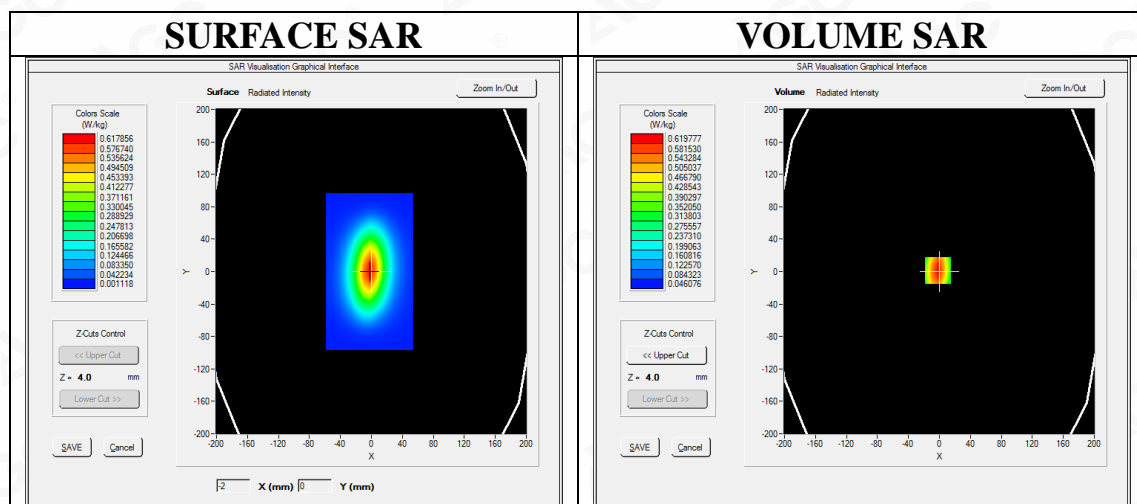 SURFACE SAR
SAR Visualisation Graphical Interface
Surface Radiated Intensity
Zoom In/Out
Colors Scale
(W/kg)
0.617856
0.576740
0.535624
0.494509
0.453393
0.412277
0.371161
0.330045
0.288929
0.247813
0.206698
0.165582
0.124466
0.083350
0.042234
0.001118
Z-Cuts Control
<< Upper Cut
Z = 4.0 mm
Lower Cut >>
SAVE Cancel
200
160
120
80
40
0
-40
-80
-120
-160
-200
Y
-200 -160 -120 -80 -40 0 40 80 120 160 200
X
-2 X (mm) 0 Y (mm)
VOLUME SAR
SAR Visualisation Graphical Interface
Volume Radiated Intensity
Zoom In/Out
Colors Scale
(W/kg)
0.619777
0.581530
0.543284
0.505037
0.466790
0.428543
0.390297
0.352050
0.313803
0.275557
0.237310
0.199063
0.160816
0.122570
0.084323
0.046076
Z-Cuts Control
<< Upper Cut
Z = 4.0 mm
Lower Cut >>
SAVE Cancel
200
160
120
80
40
0
-40
-80
-120
-160
-200
Y
-200 -160 -120 -80 -40 0 40 80 120 160 200
X